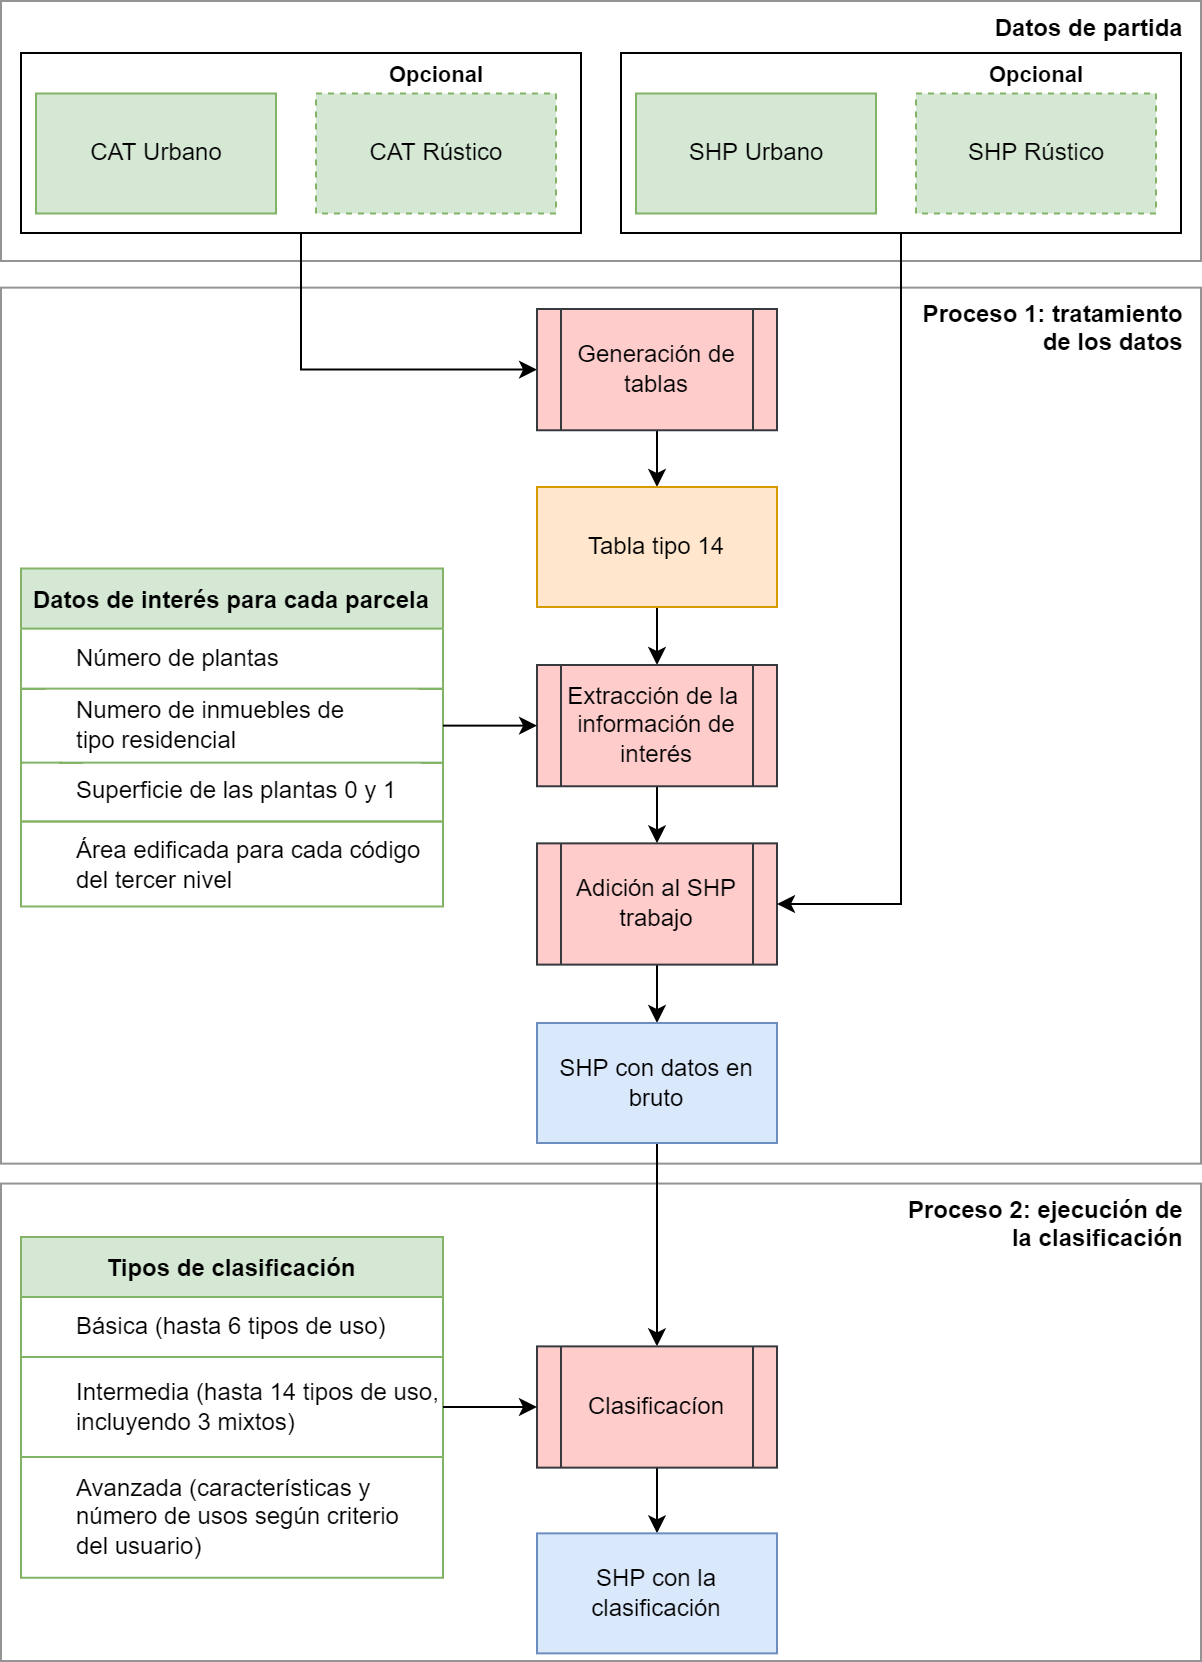 Datos de partida
Opcional
Opcional
CAT Urbano
CAT Rústico
SHP Urbano
SHP Rústico
Proceso 1: tratamiento
de los datos
Generación de
tablas
Tabla tipo 14
Datos de interés para cada parcela
Número de plantas
Numero de inmuebles de
tipo residencial
Superficie de las plantas 0 y 1
Área edificada para cada código
del tercer nivel
Extracción de la
información de
interés
Adición al SHP
trabajo
SHP con datos en
bruto
Proceso 2: ejecución de
la clasificación
Tipos de clasificación
Básica (hasta 6 tipos de uso)
Intermedia (hasta 14 tipos de uso,
incluyendo 3 mixtos)
Avanzada (características y
número de usos según criterio
del usuario)
Clasificacíon
SHP con la
clasificación